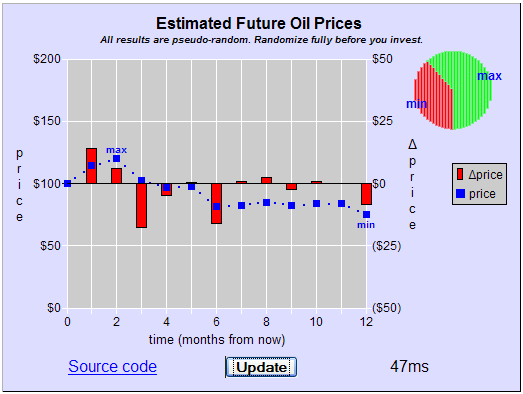 Estimated Future Oil Prices
All results are pseudo-random. Randomize fully before you invest.
$200
$150
$100
$50
$0
price
max
min
$50
$25
$0
($25)
($50)
Δprice
max
min
Δprice
price
0
2
4
6
8
10
12
time (months from now)
Source code
Update
47ms